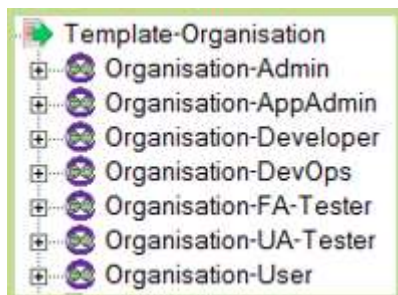 Template-Organisation
Organisation-Admin
Organisation-AppAdmin
Organisation-Developer
Organisation-DevOps
Organisation-FA-Tester
Organisation-UA-Tester
Organisation-User